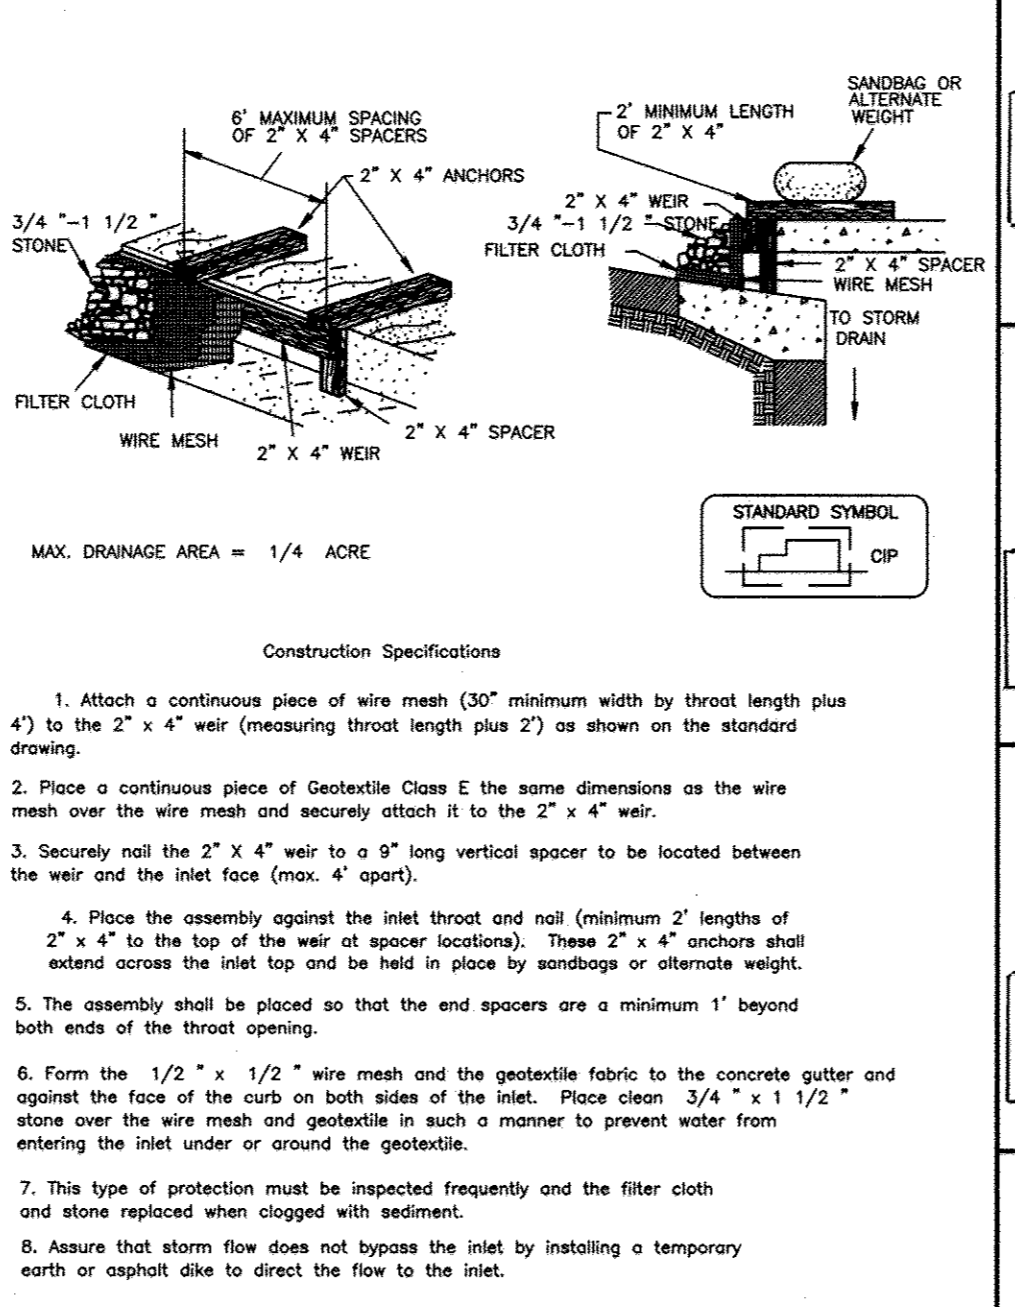 6' MAXIMUM SPACING
OF 2" X 4" SPACERS
2" X 4" ANCHORS
3/4 "-1 1/2 "
STONE
FILTER CLOTH
WIRE MESH
2" X 4" WEIR
2" X 4" SPACER
SANDBAG OR
ALTERNATE
WEIGHT
2' MINIMUM LENGTH
OF 2" X 4"
2" X 4" WEIR
3/4 "-1 1/2 "-STONE
FILTER CLOTH
2" X 4" SPACER
WIRE MESH
TO STORM
DRAIN
MAX. DRAINAGE AREA = 1/4 ACRE
STANDARD SYMBOL
CIP
Construction Specifications
1. Attach a continuous piece of wire mesh (30" minimum width by throat length plus
4') to the 2" x 4" weir (measuring throat length plus 2') as shown on the standard
drawing.
2. Place a continuous piece of Geotextile Class E the same dimensions as the wire
mesh over the wire mesh and securely attach it to the 2" x 4" weir.
3. Securely nail the 2" X 4" weir to a 9" long vertical spacer to be located between
the weir and the inlet face (max. 4' apart).
4. Place the assembly against the inlet throat and nail (minimum 2' lengths of
2" x 4" to the top of the weir at spacer locations). These 2" x 4" anchors shall
extend across the inlet top and be held in place by sandbags or alternate weight.
5. The assembly shall be placed so that the end spacers are a minimum 1' beyond
both ends of the throat opening.
6. Form the 1/2 " x 1/2 " wire mesh and the geotextile fabric to the concrete gutter and
against the face of the curb on both sides of the inlet. Place clean 3/4 " x 1 1/2 "
stone over the wire mesh and geotextile in such a manner to prevent water from
entering the inlet under or around the geotextile.
7. This type of protection must be inspected frequently and the filter cloth
and stone replaced when clogged with sediment.
8. Assure that storm flow does not bypass the inlet by installing a temporary
earth or asphalt dike to direct the flow to the inlet.